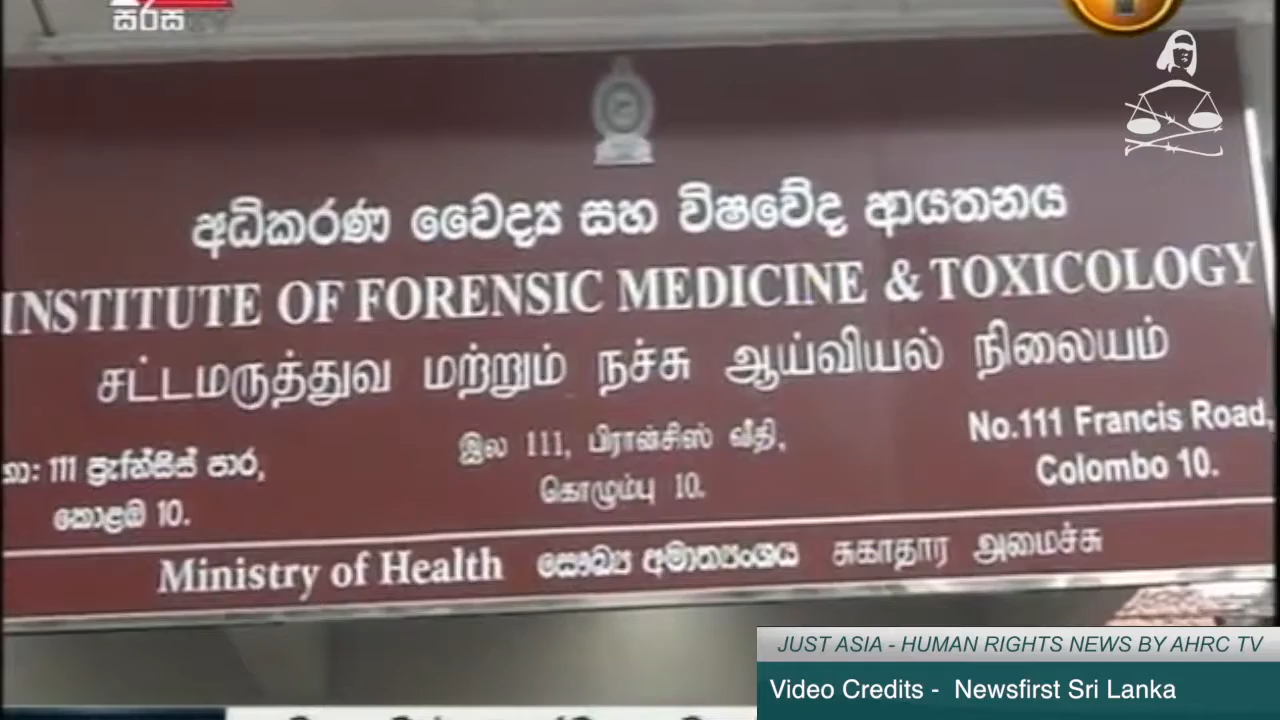 සිරස TV
අධිකරණ වෛද්‍ය සහ විෂවේද ආයතනය
INSTITUTE OF FORENSIC MEDICINE & TOXICOLOGY
சட்டமருத்துவ மற்றும் நச்சு ஆய்வியல் நிலையம்
111 ප්‍රැන්සිස් පාර,
කොළඹ 10.
இல 111, பிரான்சிஸ் வீதி,
கொழும்பு 10.
No.111 Francis Road,
Colombo 10.
Ministry of Health සෞඛ්‍ය අමාත්‍යංශය சுகாதார அமைச்சு
JUST ASIA - HUMAN RIGHTS NEWS BY AHRC TV
Video Credits - Newsfirst Sri Lanka